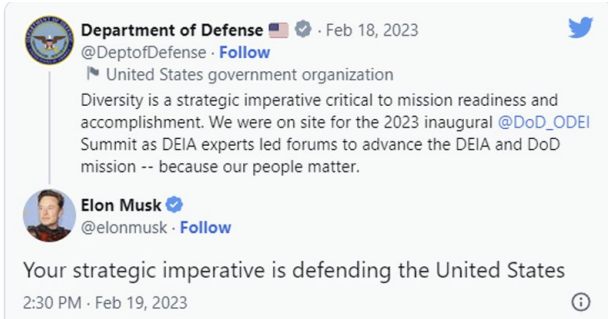 Department of Defense 🇺🇸 · Feb 18, 2023
@DeptofDefense · Follow
United States government organization
Diversity is a strategic imperative critical to mission readiness and
accomplishment. We were on site for the 2023 inaugural @DoD_ODEI
Summit as DEIA experts led forums to advance the DEIA and DoD
mission -- because our people matter.
Elon Musk
@elonmusk · Follow
Your strategic imperative is defending the United States
2:30 PM · Feb 19, 2023